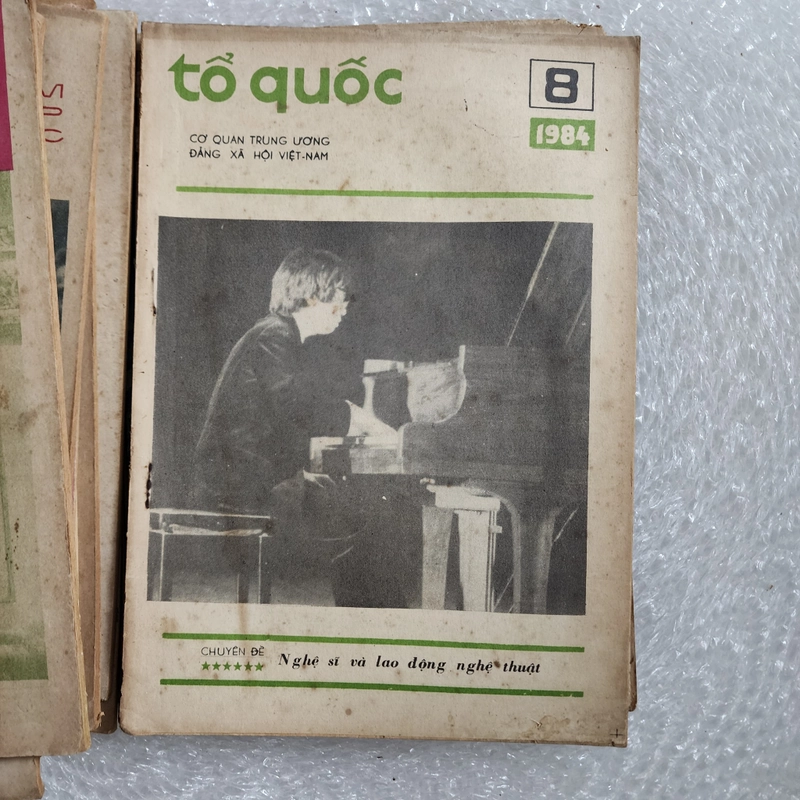 tổ quốc
8
1984
CƠ QUAN TRUNG ƯƠNG
ĐẢNG XÃ HỘI VIỆT-NAM
CHUYÊN ĐỀ
Nghệ sĩ và lao động nghệ thuật